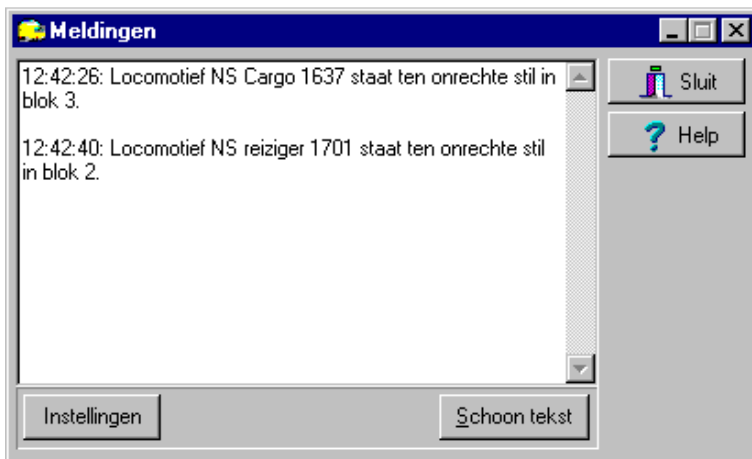 Meldingen
12:42:26: Locomotief NS Cargo 1637 staat ten onrechte stil in
blok 3.
12:42:40: Locomotief NS reiziger 1701 staat ten onrechte stil
in blok 2.
Sluit
Help
Instellingen
Schoon tekst